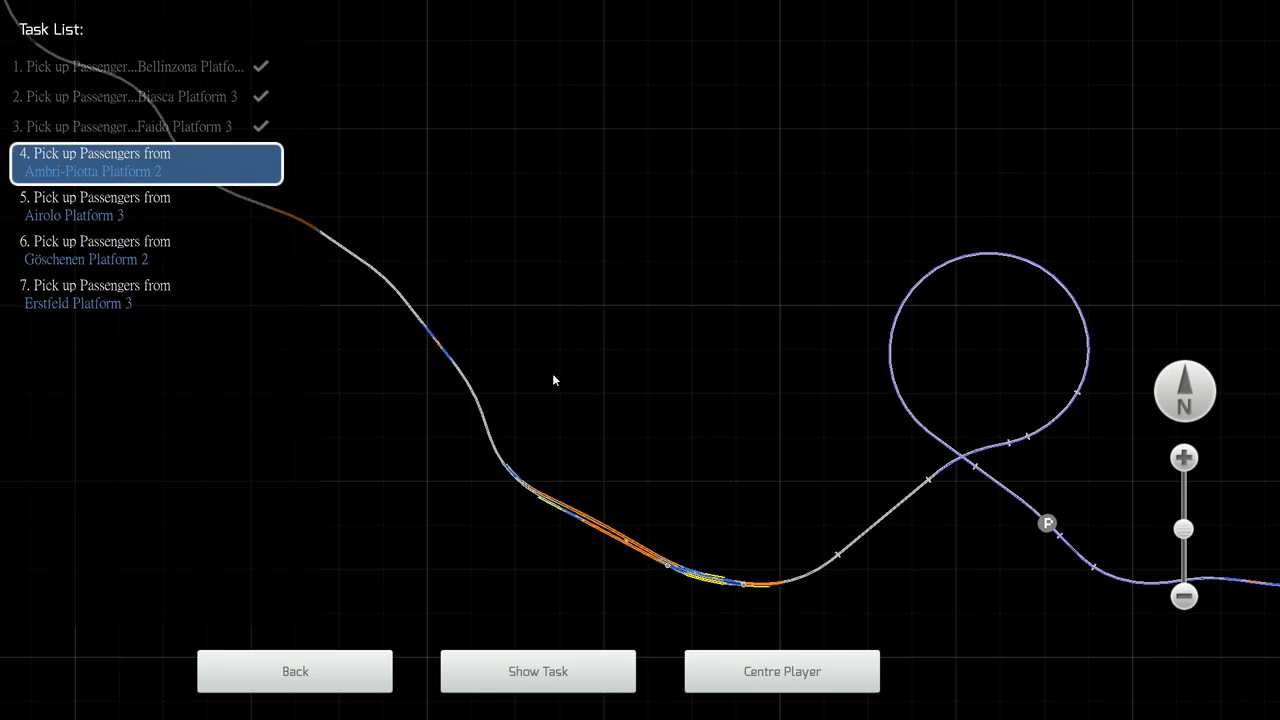 Task List:
1. Pick up Passenger...Bellinzona Platfo...
2. Pick up Passenger...Biasca Platform 3
3. Pick up Passenger...Faido Platform 3
4. Pick up Passengers from
Ambri-Piotta Platform 2
5. Pick up Passengers from
Airolo Platform 3
6. Pick up Passengers from
Göschenen Platform 2
7. Pick up Passengers from
Erstfeld Platform 3
N
P
Back
Show Task
Centre Player